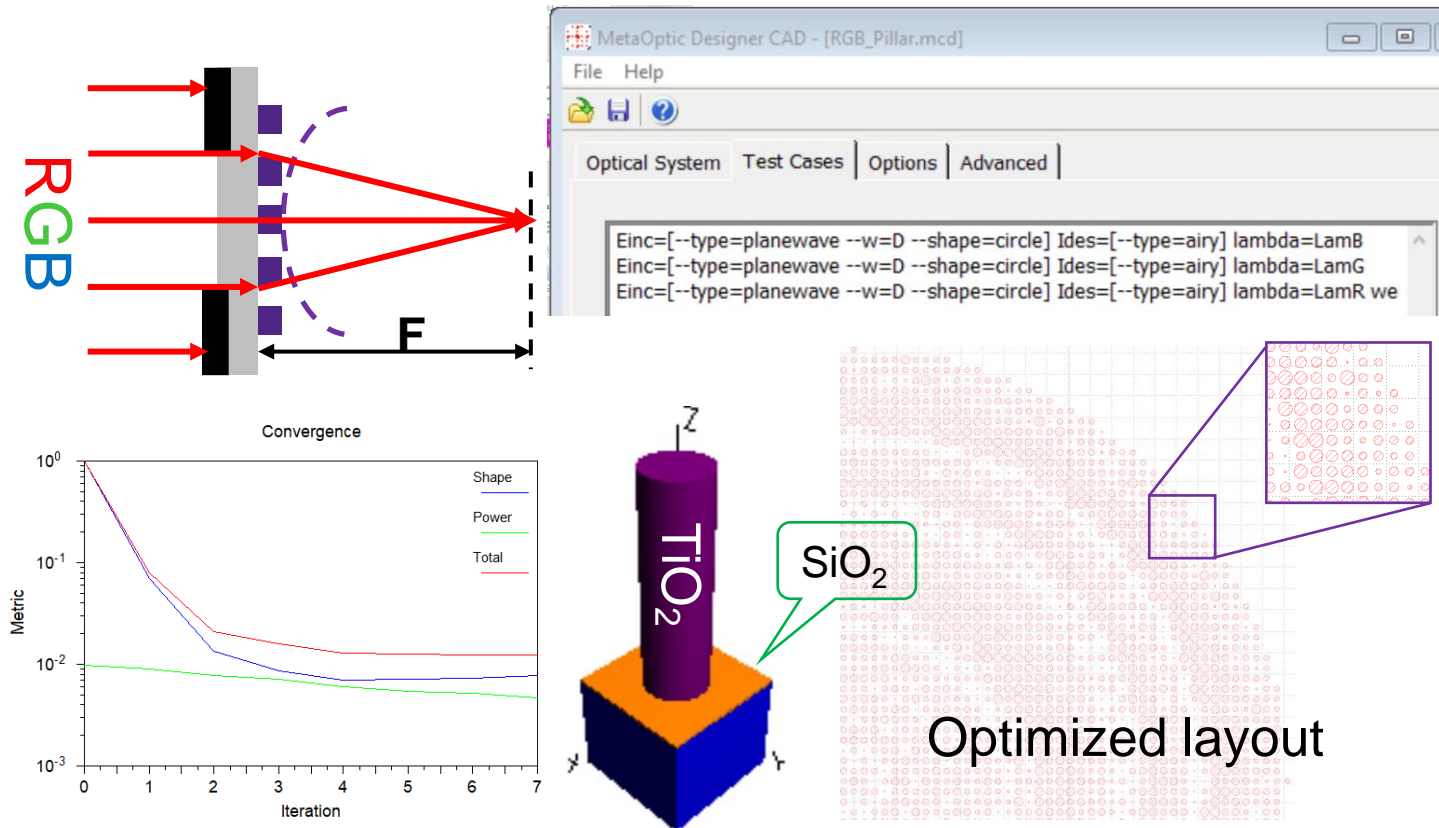 RGB
F
MetaOptic Designer CAD - [RGB_Pillar.mcd]
File Help
Optical System Test Cases Options Advanced
Einc=[--type=planewave --w=D --shape=circle] Ides=[--type=airy] lambda=LamB
Einc=[--type=planewave --w=D --shape=circle] Ides=[--type=airy] lambda=LamG
Einc=[--type=planewave --w=D --shape=circle] Ides=[--type=airy] lambda=LamR we
Convergence
Shape
Power
Total
10⁰
10⁻¹
10⁻²
10⁻³
Metric
0 1 2 3 4 5 6 7
Iteration
Z
TiO₂
SiO₂
X Y
Optimized layout